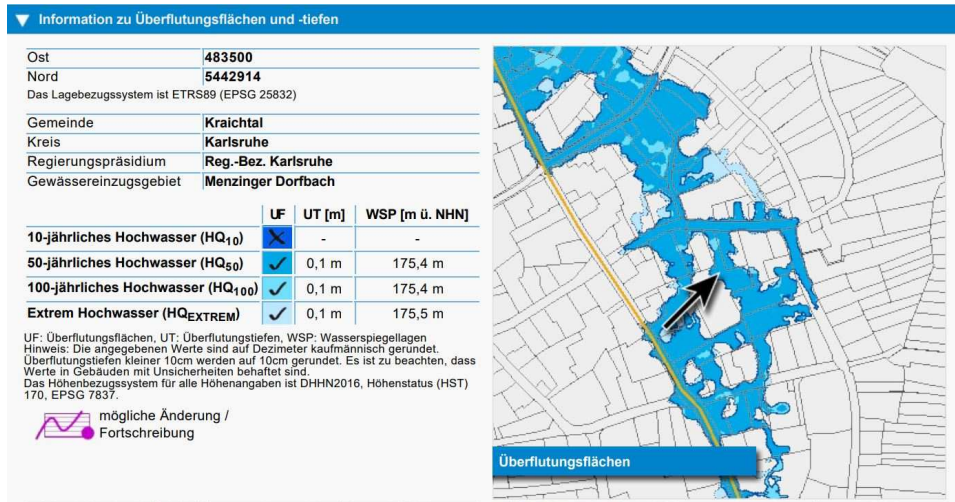 Information zu Überflutungsflächen und -tiefen
Ost 483500
Nord 5442914
Das Lagebezugssystem ist ETRS89 (EPSG 25832)
Gemeinde Kraichtal
Kreis Karlsruhe
Regierungspräsidium Reg.-Bez. Karlsruhe
Gewässereinzugsgebiet Menzinger Dorfbach
UF UT [m] WSP [m ü. NHN]
10-jährliches Hochwasser (HQ10) - -
50-jährliches Hochwasser (HQ50) ✓ 0,1 m 175,4 m
100-jährliches Hochwasser (HQ100) ✓ 0,1 m 175,4 m
Extrem Hochwasser (HQEXTREM) ✓ 0,1 m 175,5 m
UF: Überflutungsflächen, UT: Überflutungstiefen, WSP: Wasserspiegellagen
Hinweis: Die angegebenen Werte sind auf Dezimeter kaufmännisch gerundet.
Überflutungstiefen kleiner 10cm werden auf 10cm gerundet. Es ist zu beachten, dass
Werte in Gebäuden mit Unsicherheiten behaftet sind.
Das Höhenbezugssystem für alle Höhenangaben ist DHHN2016, Höhenstatus (HST)
170, EPSG 7837.
mögliche Änderung /
Fortschreibung
Überflutungsflächen